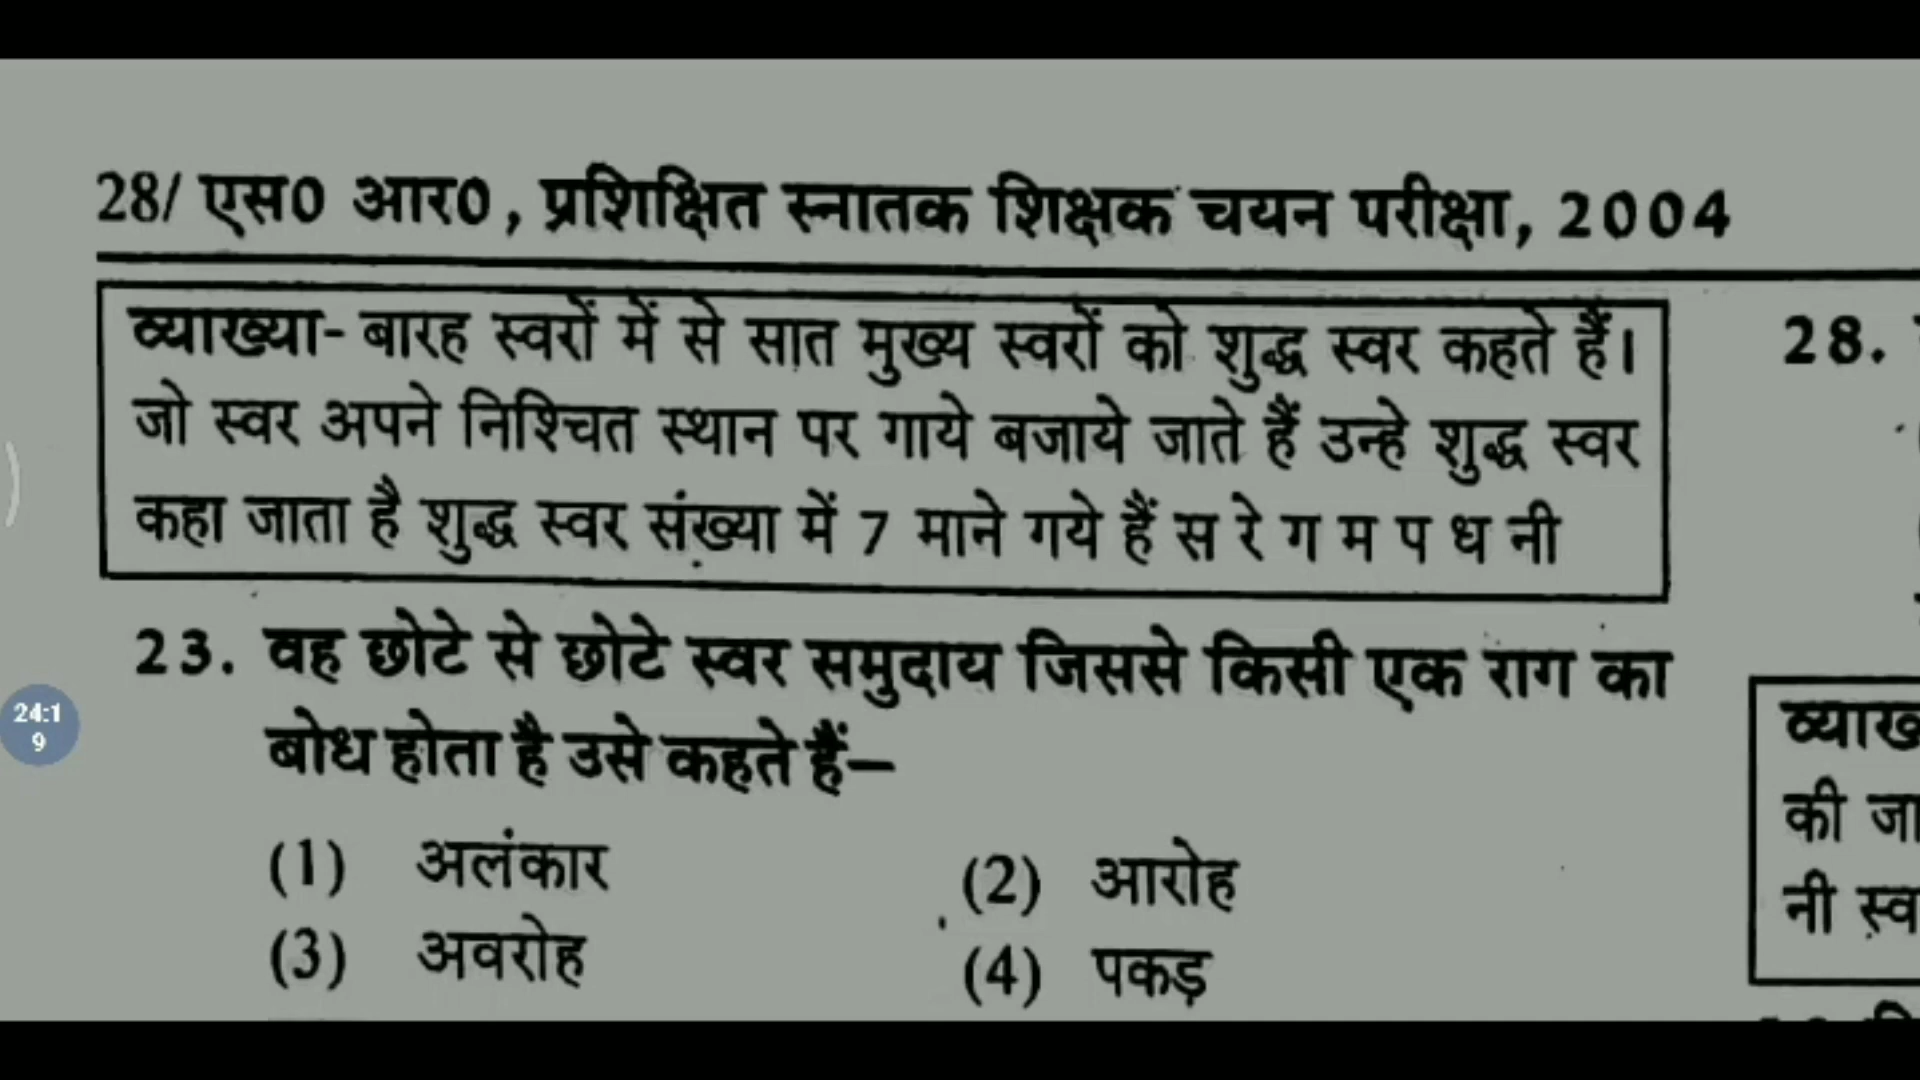 28/ एस0 आर0, प्रशिक्षित स्नातक शिक्षक चयन परीक्षा, 2004
व्याख्या- बारह स्वरों में से सात मुख्य स्वरों को शुद्ध स्वर कहते हैं।
जो स्वर अपने निश्चित स्थान पर गाये बजाये जाते हैं उन्हे शुद्ध स्वर
कहा जाता है शुद्ध स्वर संख्या में 7 माने गये हैं स रे ग म प ध नी
23. वह छोटे से छोटे स्वर समुदाय जिससे किसी एक राग का
बोध होता है उसे कहते हैं–
(1) अलंकार (2) आरोह
(3) अवरोह (4) पकड़
28.
की
नी
24:1
9